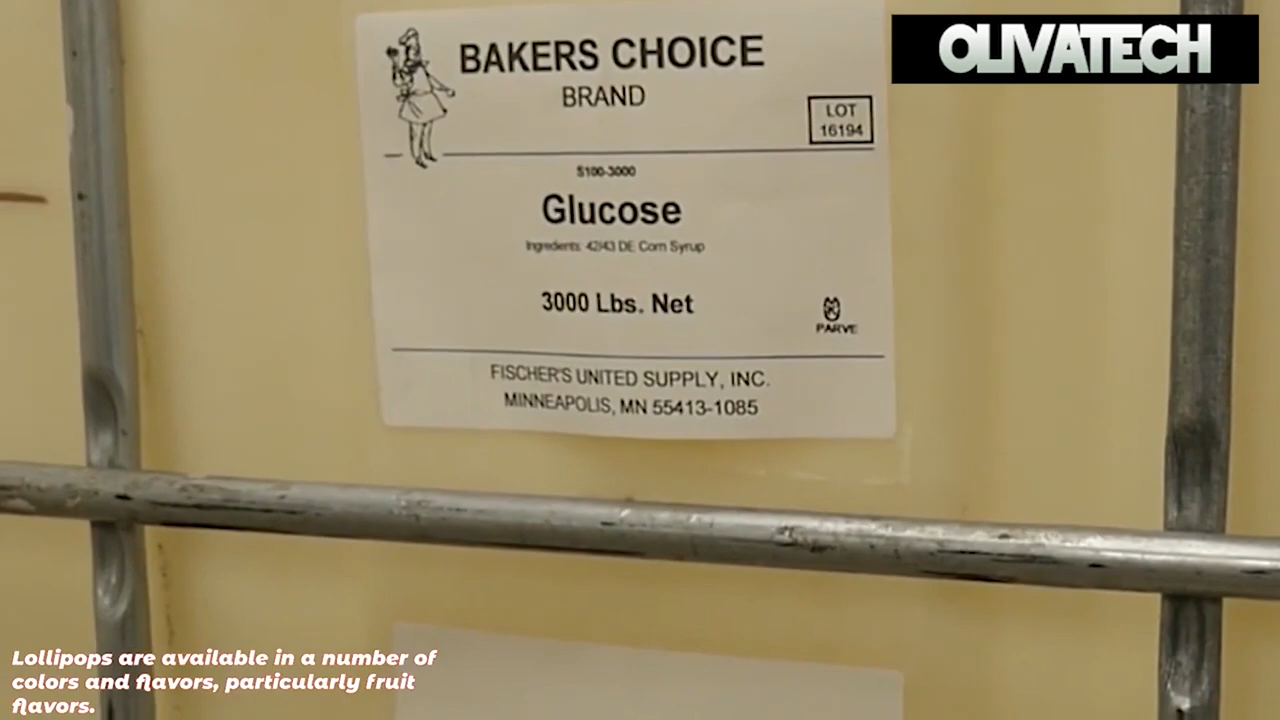 OLIVATECH
BAKERS CHOICE
BRAND
LOT
16194
S100-3000
Glucose
Ingredients: 42/43 DE Corn Syrup
3000 Lbs. Net
PARVE
FISCHER'S UNITED SUPPLY, INC.
MINNEAPOLIS, MN 55413-1085
Lollipops are available in a number of
colors and flavors, particularly fruit
flavors.